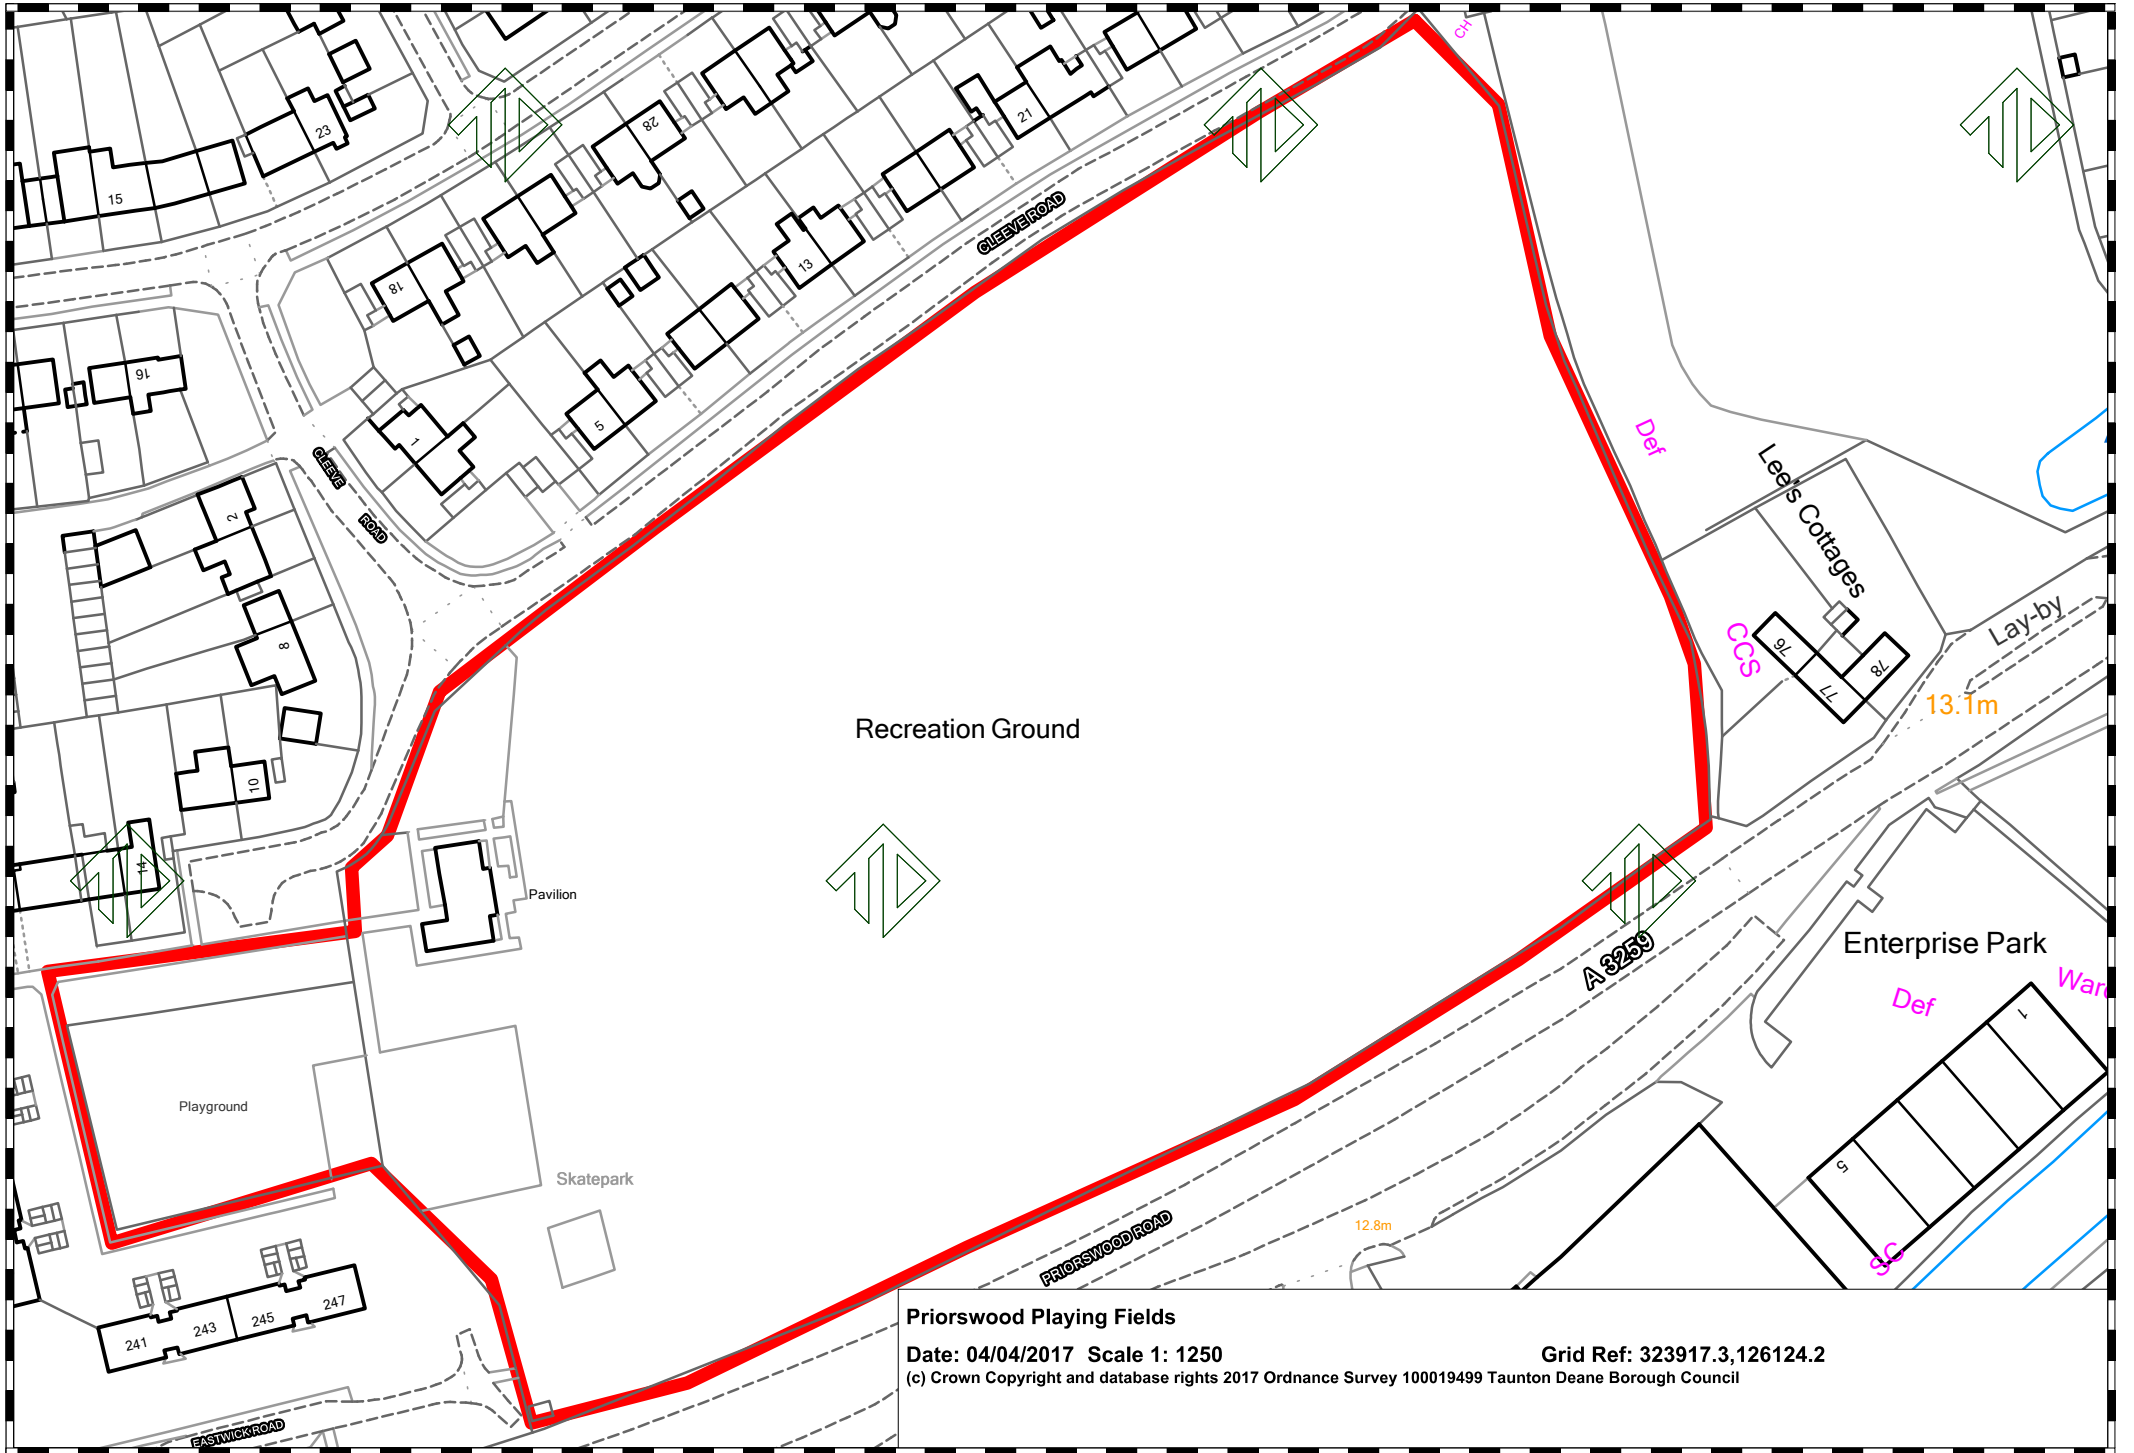 CH
23
28
21
15
CLEEVE ROAD
13
18
16
5
1
Def
Lee's Cottages
CLEEVE
ROAD
2
8
CCS
76
77
78
Lay-by
13.1m
Recreation Ground
10
14
Pavilion
A 3259
Enterprise Park
Def
1
Playground
Skatepark
5
SC
12.8m
PRIORSWOOD ROAD
241
243
245
247
EASTWICK ROAD
Priorswood Playing Fields
Date: 04/04/2017 Scale 1: 1250
Grid Ref: 323917.3,126124.2
(c) Crown Copyright and database rights 2017 Ordnance Survey 100019499 Taunton Deane Borough Council